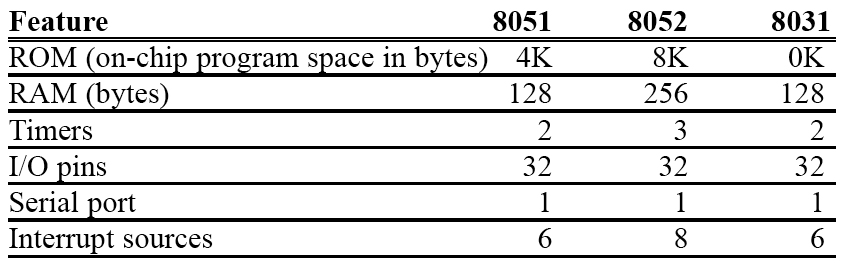 Feature 8051 8052 8031
ROM (on-chip program space in bytes) 4K 8K 0K
RAM (bytes) 128 256 128
Timers 2 3 2
I/O pins 32 32 32
Serial port 1 1 1
Interrupt sources 6 8 6